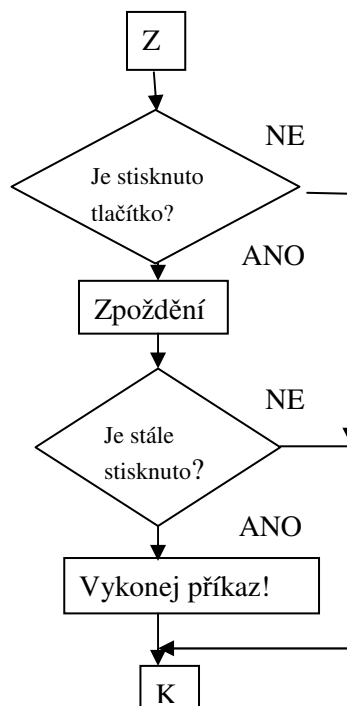 Z
NE
Je stisknuto
tlačítko?
ANO
Zpoždění
NE
Je stále
stisknuto?
ANO
Vykonej příkaz!
K